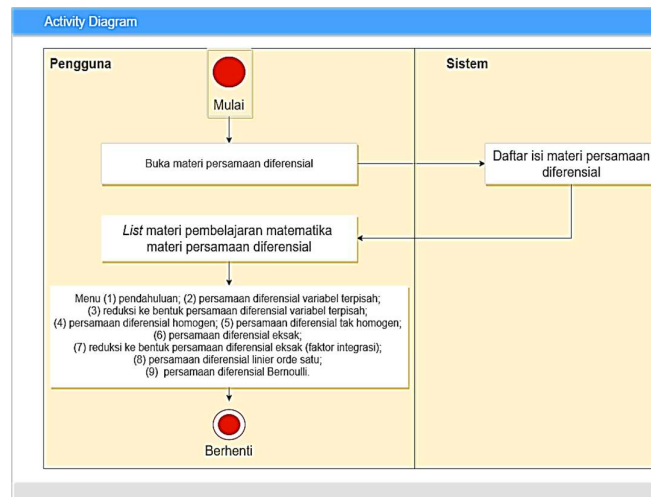 Activity Diagram
Pengguna
Sistem
Mulai
Buka materi persamaan diferensial
Daftar isi materi persamaan
diferensial
List materi pembelajaran matematika
materi persamaan diferensial
Menu (1) pendahuluan; (2) persamaan diferensial variabel terpisah;
(3) reduksi ke bentuk persamaan diferensial variabel terpisah;
(4) persamaan diferensial homogen; (5) persamaan diferensial tak homogen;
(6) persamaan diferensial eksak;
(7) reduksi ke bentuk persamaan diferensial eksak (faktor integrasi);
(8) persamaan diferensial linier orde satu;
(9) persamaan diferensial Bernoulli.
Berhenti